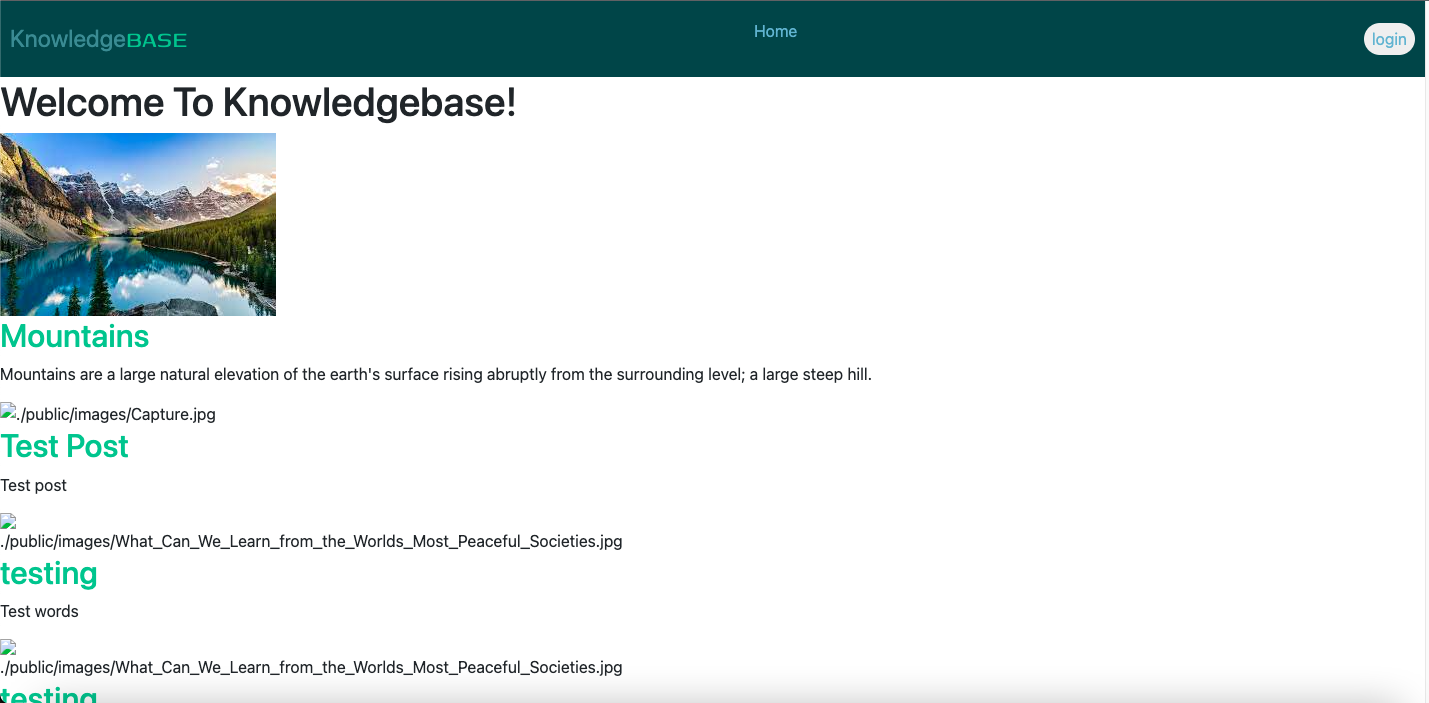 KnowledgeBASE
Home
login
Welcome To Knowledgebase!
Mountains
Mountains are a large natural elevation of the earth's surface rising abruptly from the surrounding level; a large steep hill.
./public/images/Capture.jpg
Test Post
Test post
./public/images/What_Can_We_Learn_from_the_Worlds_Most_Peaceful_Societies.jpg
testing
Test words
./public/images/What_Can_We_Learn_from_the_Worlds_Most_Peaceful_Societies.jpg
testing